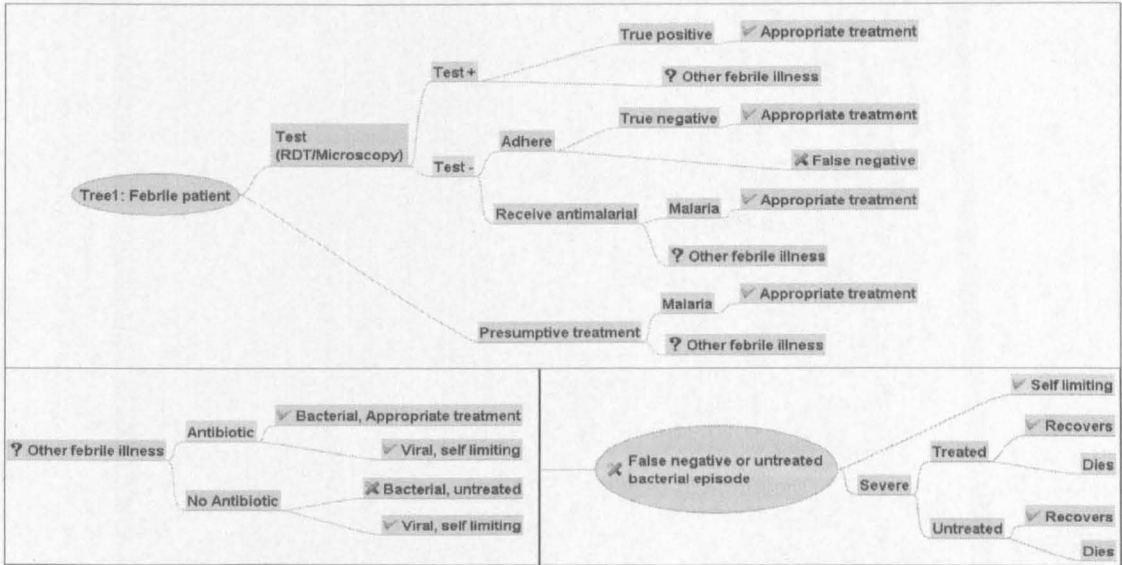 True positive
Appropriate treatment
Test +
? Other febrile illness
True negative
Appropriate treatment
Test
(RDT/Microscopy)
Adhere
False negative
Test -
Tree1: Febrile patient
Malaria
Appropriate treatment
Receive antimalarial
? Other febrile illness
Malaria
Appropriate treatment
Presumptive treatment
? Other febrile illness
? Other febrile illness
Antibiotic
Bacterial, Appropriate treatment
Viral, self limiting
No Antibiotic
Bacterial, untreated
Viral, self limiting
False negative or untreated
bacterial episode
Self limiting
Severe
Treated
Recovers
Dies
Untreated
Recovers
Dies